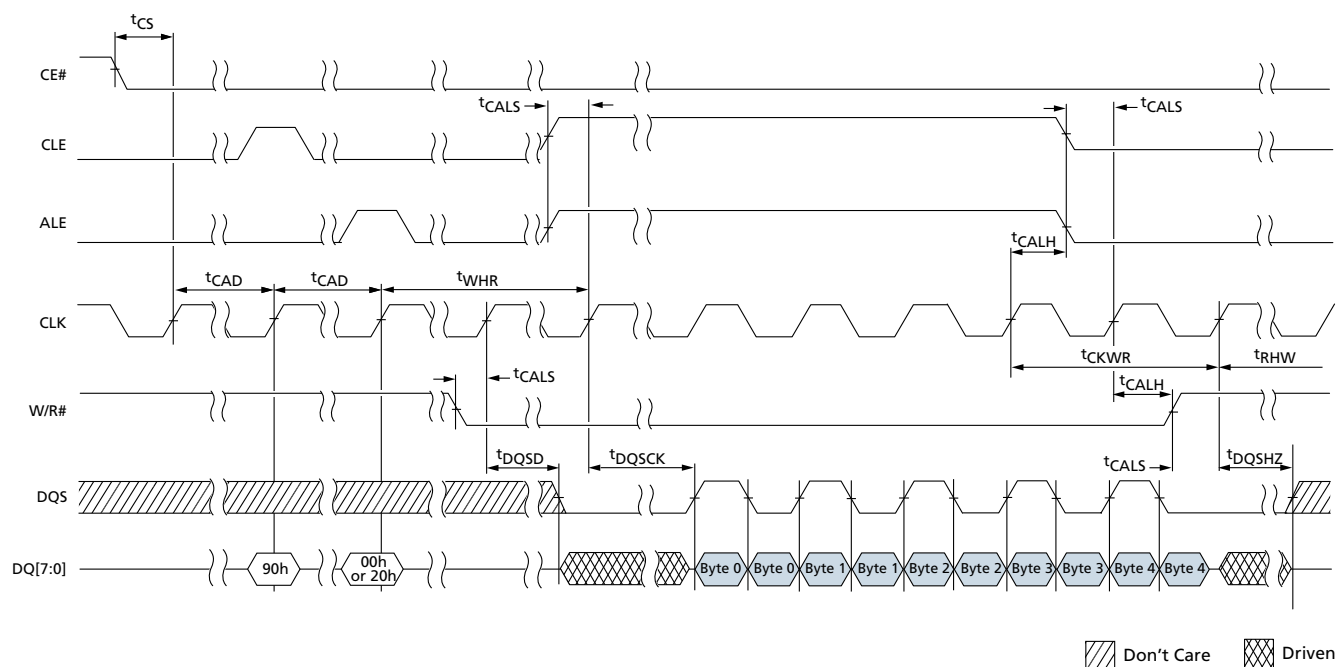 tCS
CE#
tCALS
tCALS
CLE
ALE
tCALH
tCAD
tCAD
tWHR
CLK
tCKWR
tRHW
tCALS
tCALH
W/R#
tDQSD
tDQSCK
tCALS
tDQSHZ
DQS
DQ[7:0]
90h
00h
or 20h
Byte 0
Byte 0
Byte 1
Byte 1
Byte 2
Byte 2
Byte 3
Byte 3
Byte 4
Byte 4
Don't Care
Driven